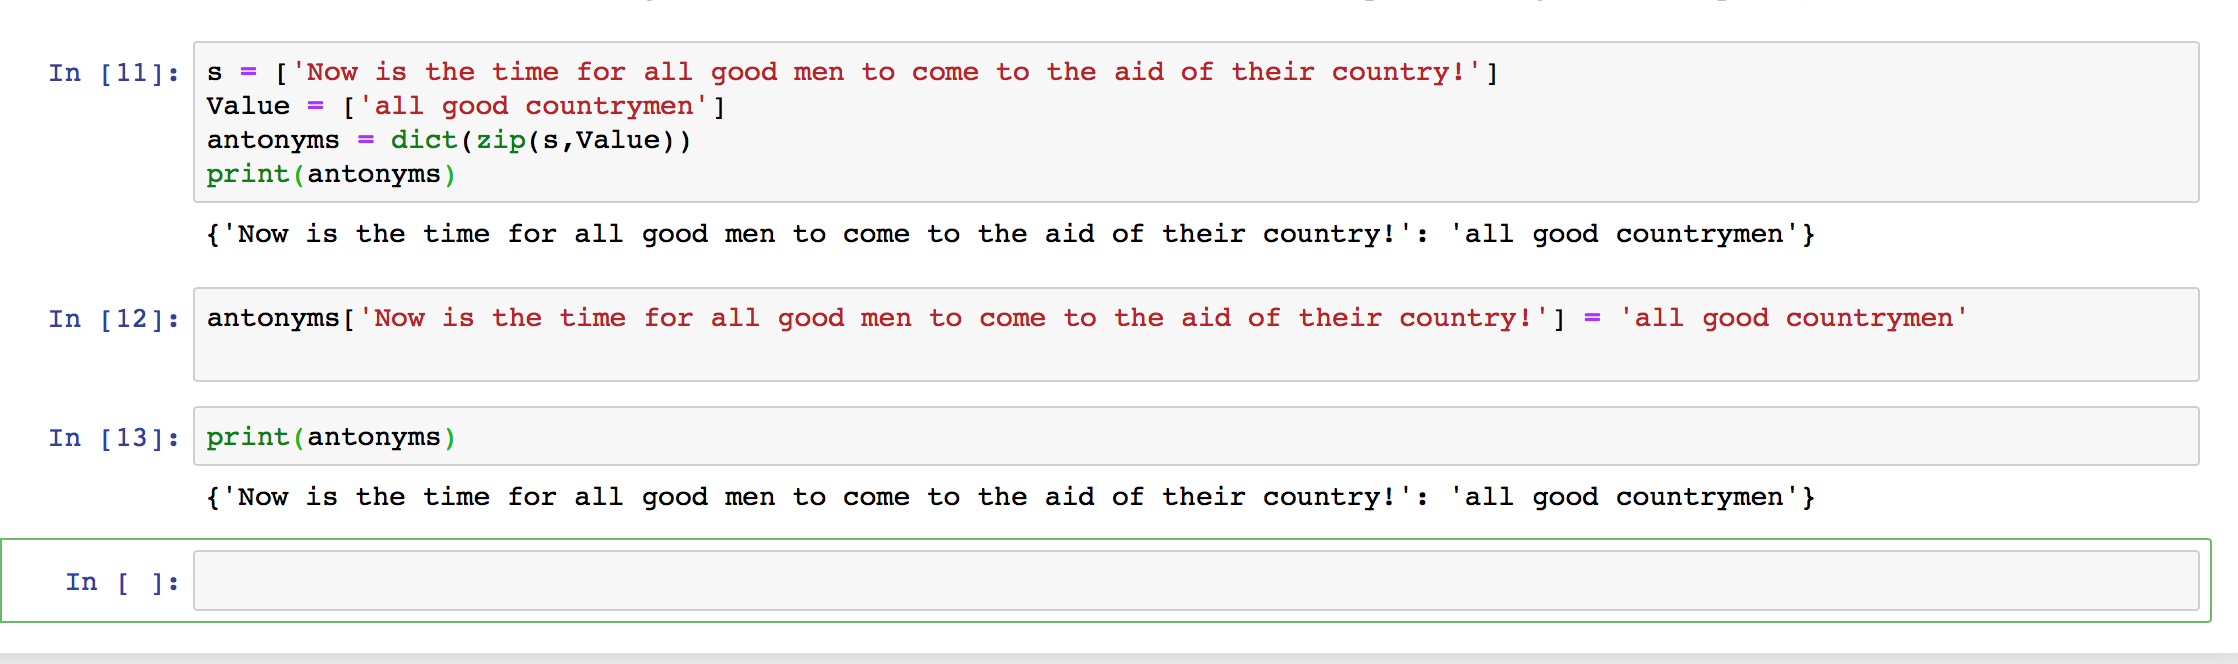 In [11]: s = ['Now is the time for all good men to come to the aid of their country!']
Value = ['all good countrymen']
antonyms = dict(zip(s,Value))
print(antonyms)
{'Now is the time for all good men to come to the aid of their country!': 'all good countrymen'}
In [12]: antonyms['Now is the time for all good men to come to the aid of their country!'] = 'all good countrymen'
In [13]: print(antonyms)
{'Now is the time for all good men to come to the aid of their country!': 'all good countrymen'}
In [ ]: